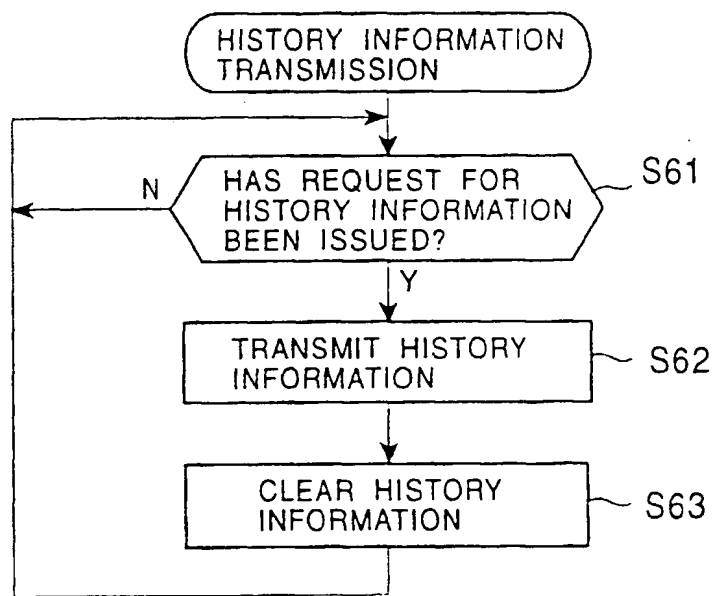 HISTORY INFORMATION
TRANSMISSION
HAS REQUEST FOR
HISTORY INFORMATION
BEEN ISSUED?
S61
N
Y
TRANSMIT HISTORY
INFORMATION
S62
CLEAR HISTORY
INFORMATION
S63